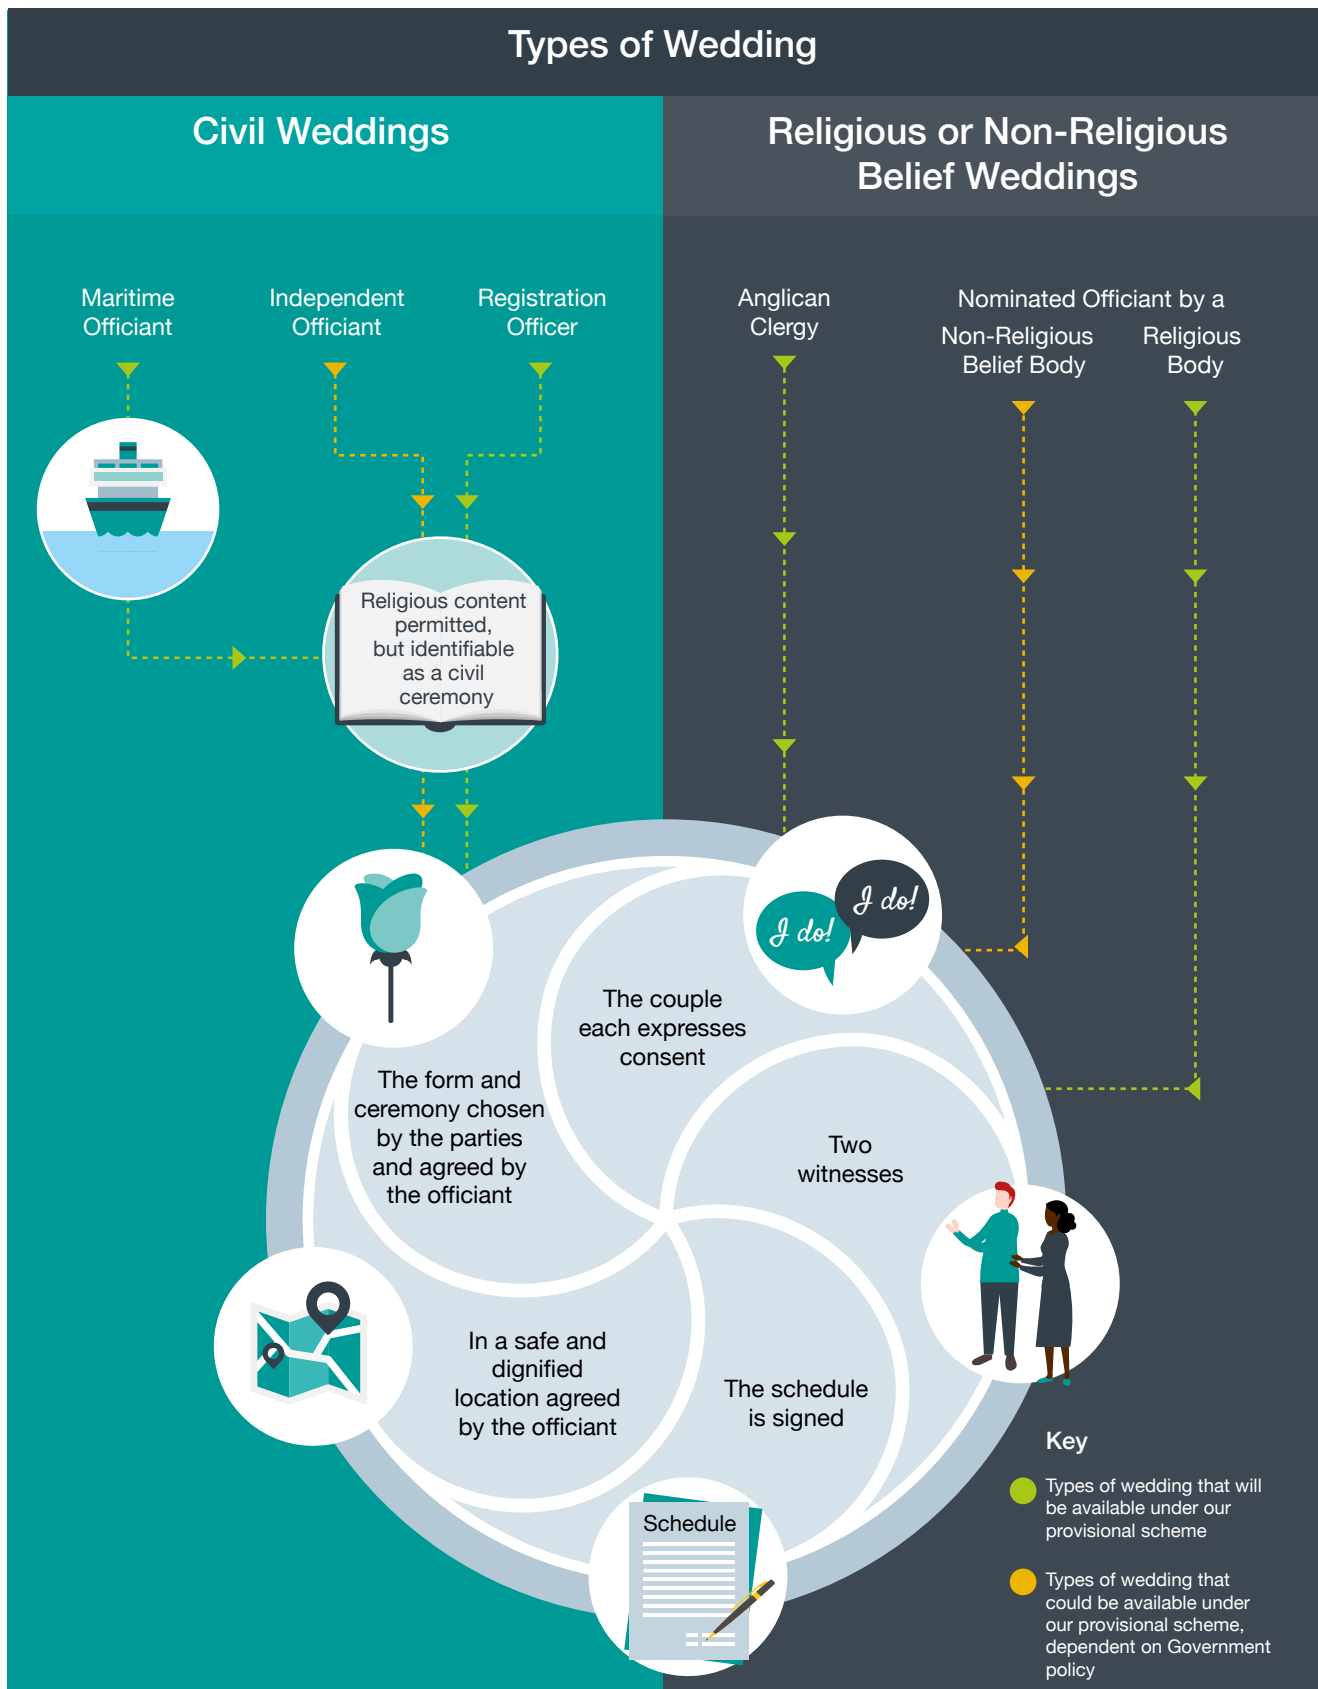 Types of Wedding
Civil Weddings
Religious or Non-Religious
Belief Weddings
Maritime
Officiant
Independent
Officiant
Registration
Officer
Anglican
Clergy
Nominated Officiant by a
Non-Religious
Belief Body
Religious
Body
Religious content
permitted,
but identifiable
as a civil
ceremony
I do!
I do!
The couple
each expresses
consent
The form and
ceremony chosen
by the parties
and agreed by
the officiant
Two
witnesses
In a safe and
dignified
location agreed
by the officiant
The schedule
is signed
Schedule
Key
Types of wedding that will
be available under our
provisional scheme
Types of wedding that
could be available under
our provisional scheme,
dependent on Government
policy